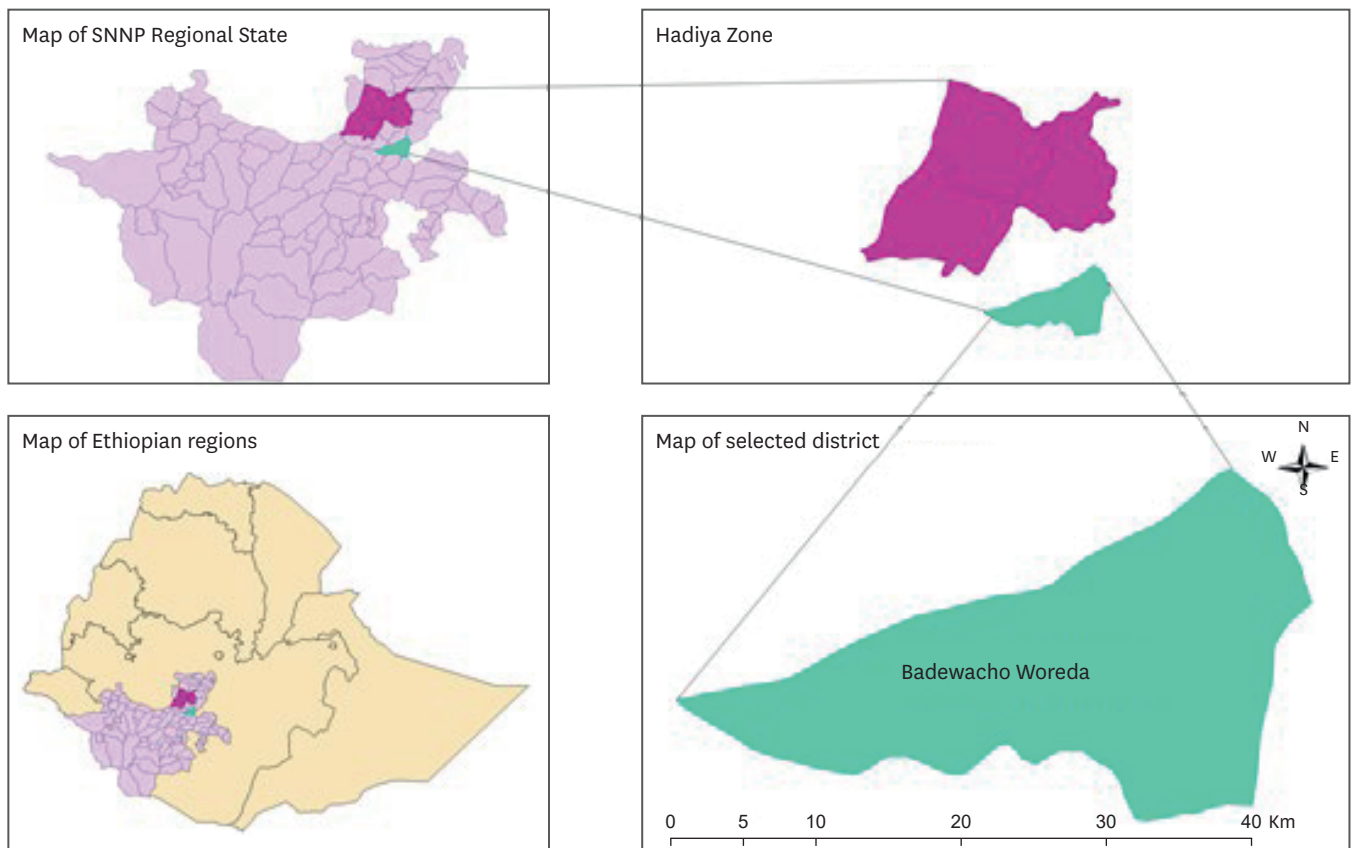 Map of SNNP Regional State
Hadiya Zone
Map of Ethiopian regions
Map of selected district
N
W E
S
Badewacho Woreda
0 5 10 20 30 40 Km